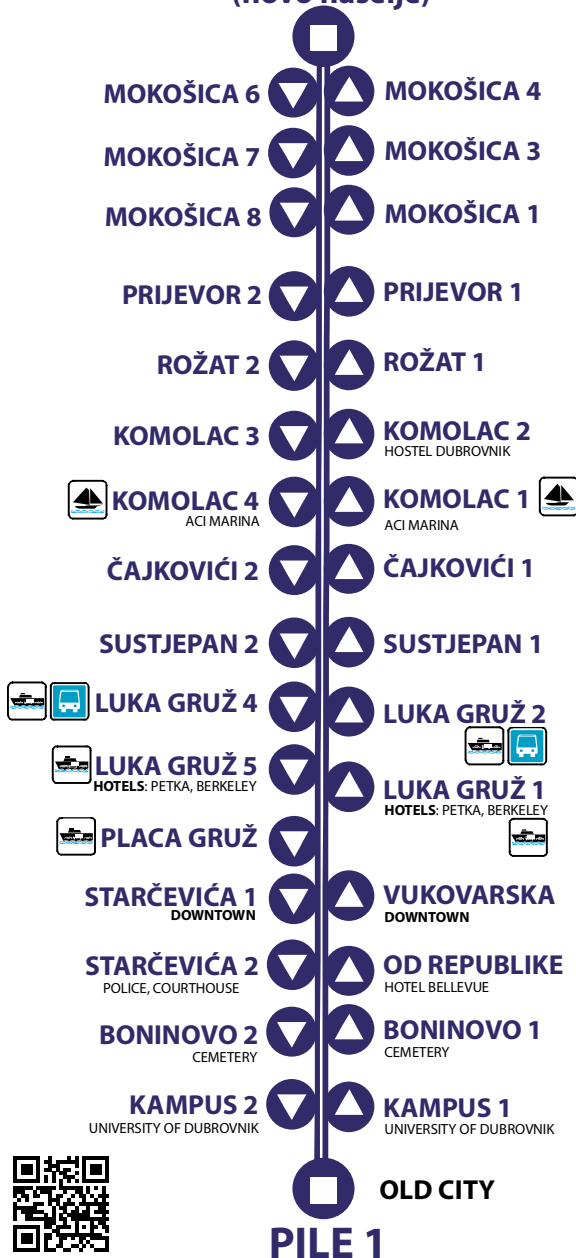 (novo naselje)
MOKOŠICA 6
MOKOŠICA 4
MOKOŠICA 7
MOKOŠICA 3
MOKOŠICA 8
MOKOŠICA 1
PRIJEVOR 2
PRIJEVOR 1
ROŽAT 2
ROŽAT 1
KOMOLAC 3
KOMOLAC 2
HOSTEL DUBROVNIK
KOMOLAC 4
ACI MARINA
KOMOLAC 1
ACI MARINA
ČAJKOVIĆI 2
ČAJKOVIĆI 1
SUSTJEPAN 2
SUSTJEPAN 1
LUKA GRUŽ 4
LUKA GRUŽ 2
LUKA GRUŽ 5
HOTELS: PETKA, BERKELEY
LUKA GRUŽ 1
HOTELS: PETKA, BERKELEY
PLACA GRUŽ
STARČEVIĆA 1
DOWNTOWN
VUKOVARSKA
DOWNTOWN
STARČEVIĆA 2
POLICE, COURTHOUSE
OD REPUBLIKE
HOTEL BELLEVUE
BONINOVO 2
CEMETERY
BONINOVO 1
CEMETERY
KAMPUS 2
UNIVERSITY OF DUBROVNIK
KAMPUS 1
UNIVERSITY OF DUBROVNIK
OLD CITY
PILE 1